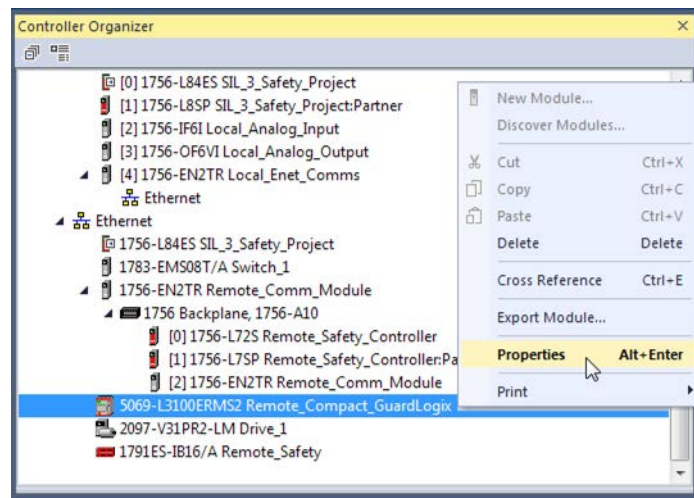 Controller Organizer
[0] 1756-L84ES SIL_3_Safety_Project
[1] 1756-L8SP SIL_3_Safety_Project:Partner
[2] 1756-IF6I Local_Analog_Input
[3] 1756-OF6VI Local_Analog_Output
[4] 1756-EN2TR Local_Enet_Comms
Ethernet
Ethernet
1756-L84ES SIL_3_Safety_Project
1783-EMS08T/A Switch_1
1756-EN2TR Remote_Comm_Module
1756 Backplane, 1756-A10
[0] 1756-L72S Remote_Safety_Controller
[1] 1756-L7SP Remote_Safety_Controller:Pa
[2] 1756-EN2TR Remote_Comm_Module
5069-L3100ERMS2 Remote_Compact_GuardLogix
2097-V31PR2-LM Drive_1
1791ES-IB16/A Remote_Safety
New Module...
Discover Modules...
Cut Ctrl+X
Copy Ctrl+C
Paste Ctrl+V
Delete Delete
Cross Reference Ctrl+E
Export Module...
Properties Alt+Enter
Print